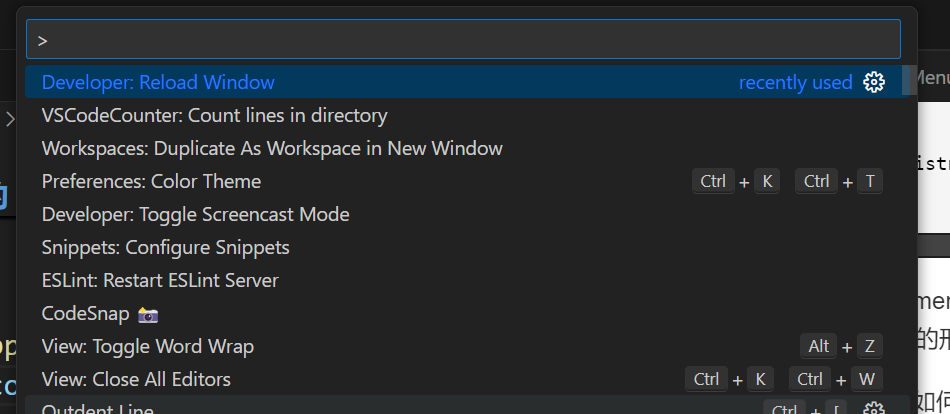 >
Developer: Reload Window recently used
VSCodeCounter: Count lines in directory
Workspaces: Duplicate As Workspace in New Window
Preferences: Color Theme Ctrl + K Ctrl + T
Developer: Toggle Screencast Mode
Snippets: Configure Snippets
ESLint: Restart ESLint Server
CodeSnap 📸
View: Toggle Word Wrap Alt + Z
View: Close All Editors Ctrl + K Ctrl + W
Outdent Line Ctrl + [
Menu
istr
mer
的形
如何